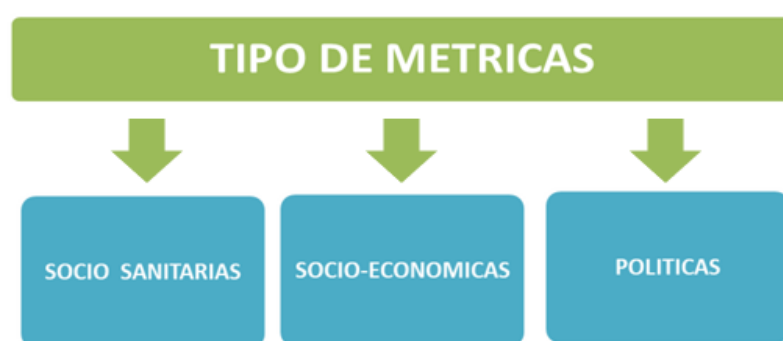 TIPO DE METRICAS
SOCIO SANITARIAS
SOCIO-ECONOMICAS
POLITICAS